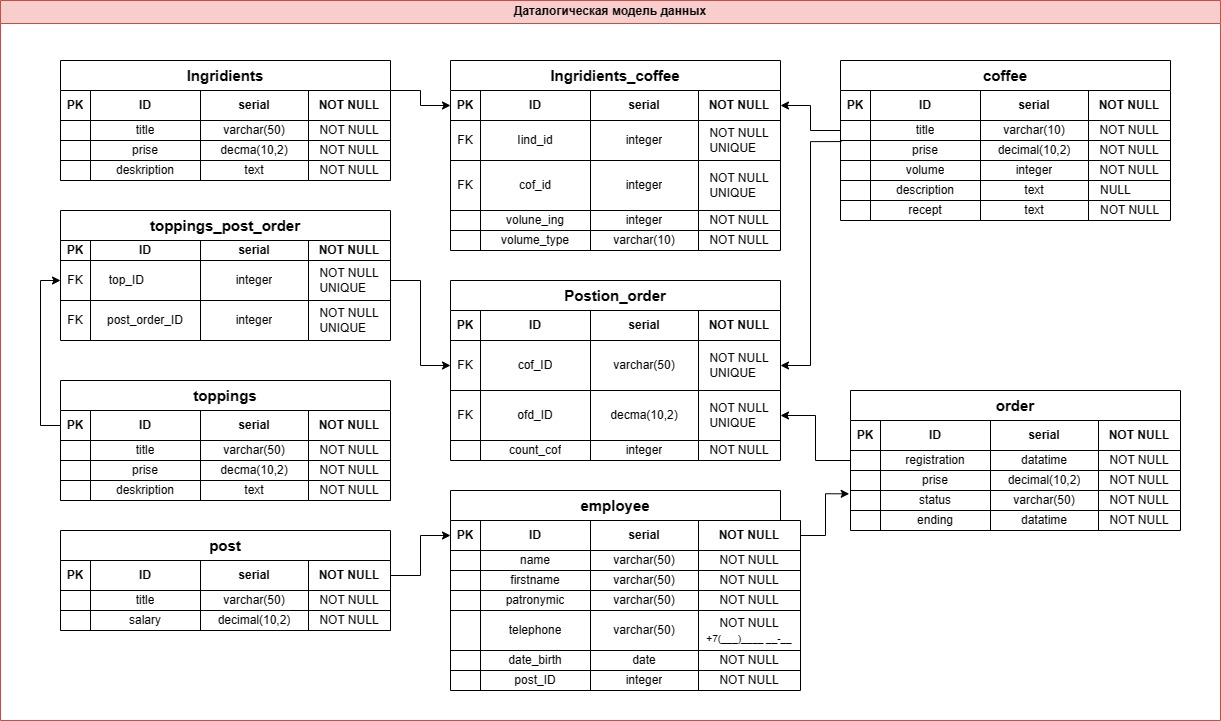 Даталогическая модель данных
Ingridients
PK ID serial NOT NULL
title varchar(50) NOT NULL
prise decma(10,2) NOT NULL
deskription text NOT NULL
Ingridients_coffee
PK ID serial NOT NULL
FK lind_id integer NOT NULL
UNIQUE
FK cof_id integer NOT NULL
UNIQUE
volune_ing integer NOT NULL
volume_type varchar(10) NOT NULL
coffee
PK ID serial NOT NULL
title varchar(10) NOT NULL
prise decimal(10,2) NOT NULL
volume integer NOT NULL
description text NULL
recept text NOT NULL
toppings_post_order
PK ID serial NOT NULL
FK top_ID integer NOT NULL
UNIQUE
FK post_order_ID integer NOT NULL
UNIQUE
Postion_order
PK ID serial NOT NULL
FK cof_ID varchar(50) NOT NULL
UNIQUE
FK ofd_ID decma(10,2) NOT NULL
UNIQUE
count_cof integer NOT NULL
toppings
PK ID serial NOT NULL
title varchar(50) NOT NULL
prise decma(10,2) NOT NULL
deskription text NOT NULL
order
PK ID serial NOT NULL
registration datatime NOT NULL
prise decimal(10,2) NOT NULL
status varchar(50) NOT NULL
ending datatime NOT NULL
post
PK ID serial NOT NULL
title varchar(50) NOT NULL
salary decimal(10,2) NOT NULL
employee
PK ID serial NOT NULL
name varchar(50) NOT NULL
firstname varchar(50) NOT NULL
patronymic varchar(50) NOT NULL
telephone varchar(50) NOT NULL
+7(___)____ __-__
date_birth date NOT NULL
post_ID integer NOT NULL